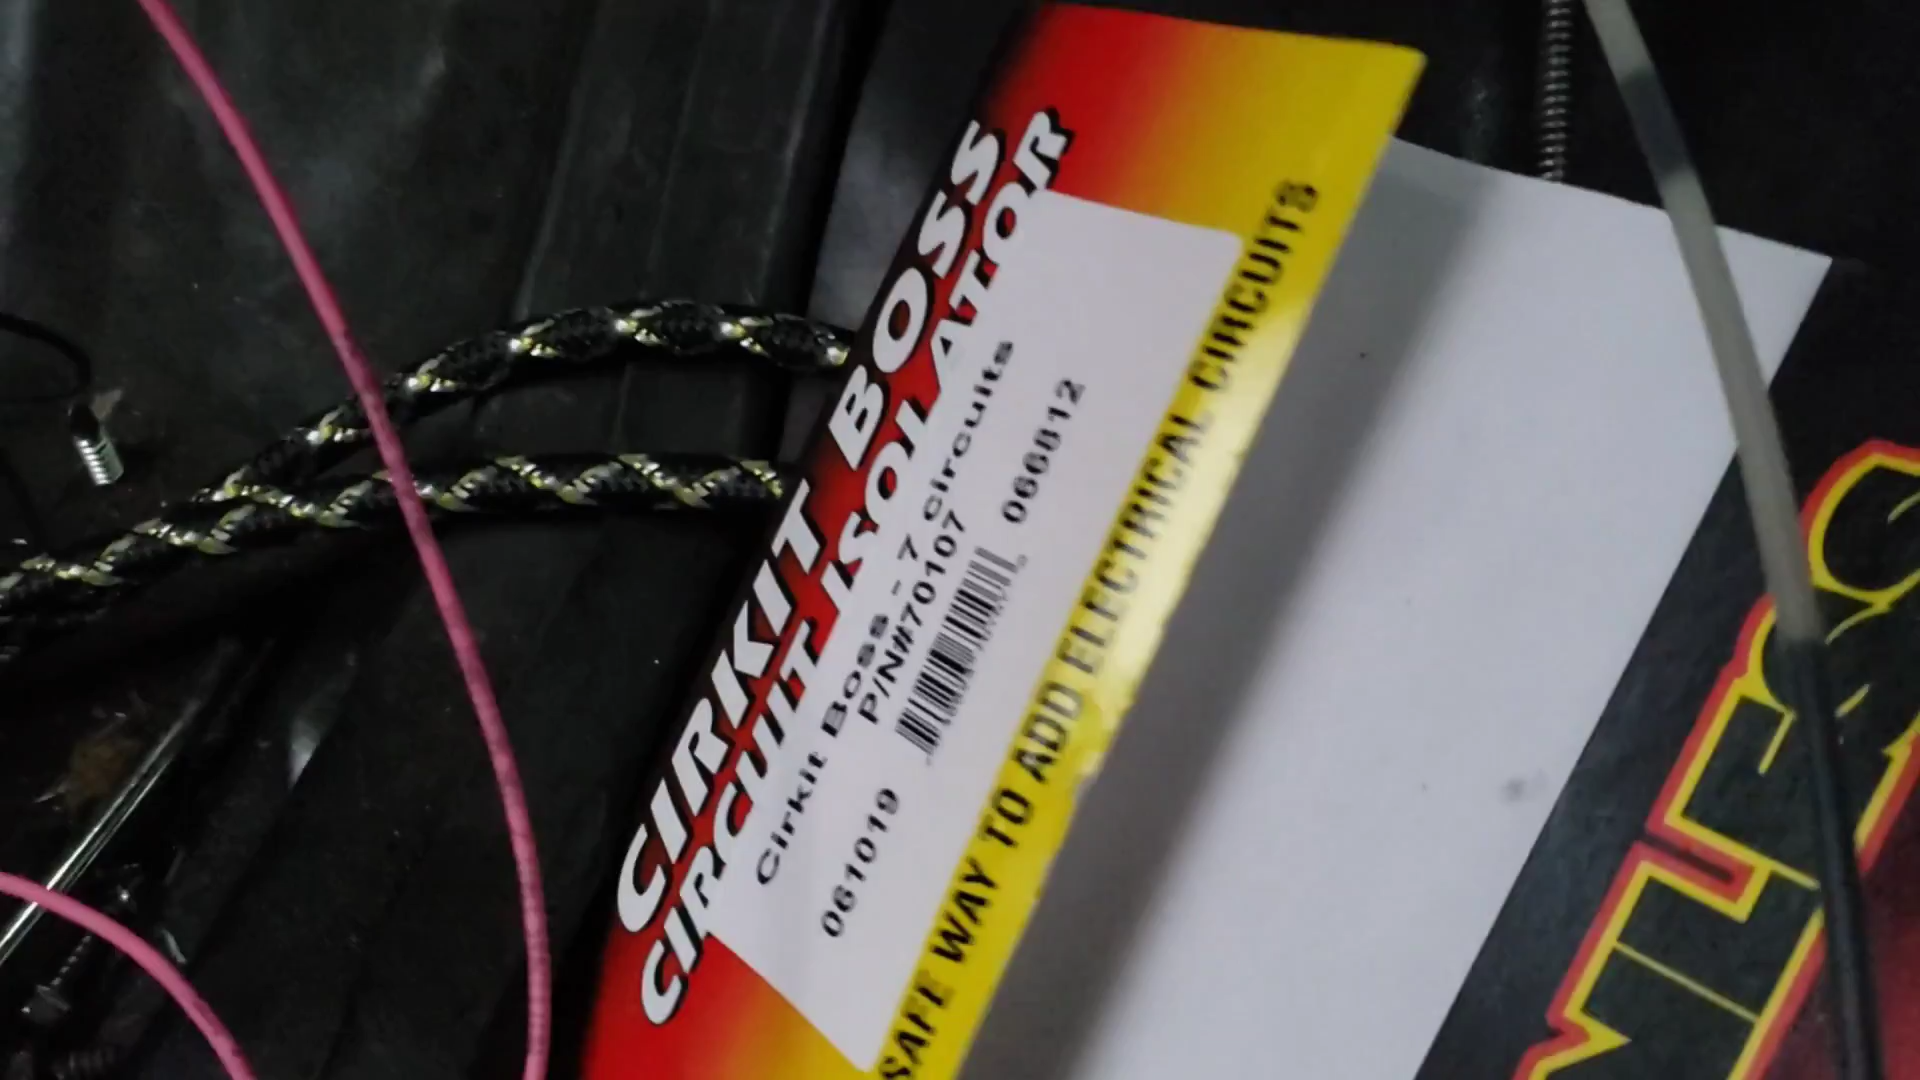 CIRKIT BOSS
CIRCUIT ISOLATOR
Cirkit Boss - 7 circuits
P/N#70107
061019
066812
SAFE WAY TO ADD ELECTRICAL CIRCUITS